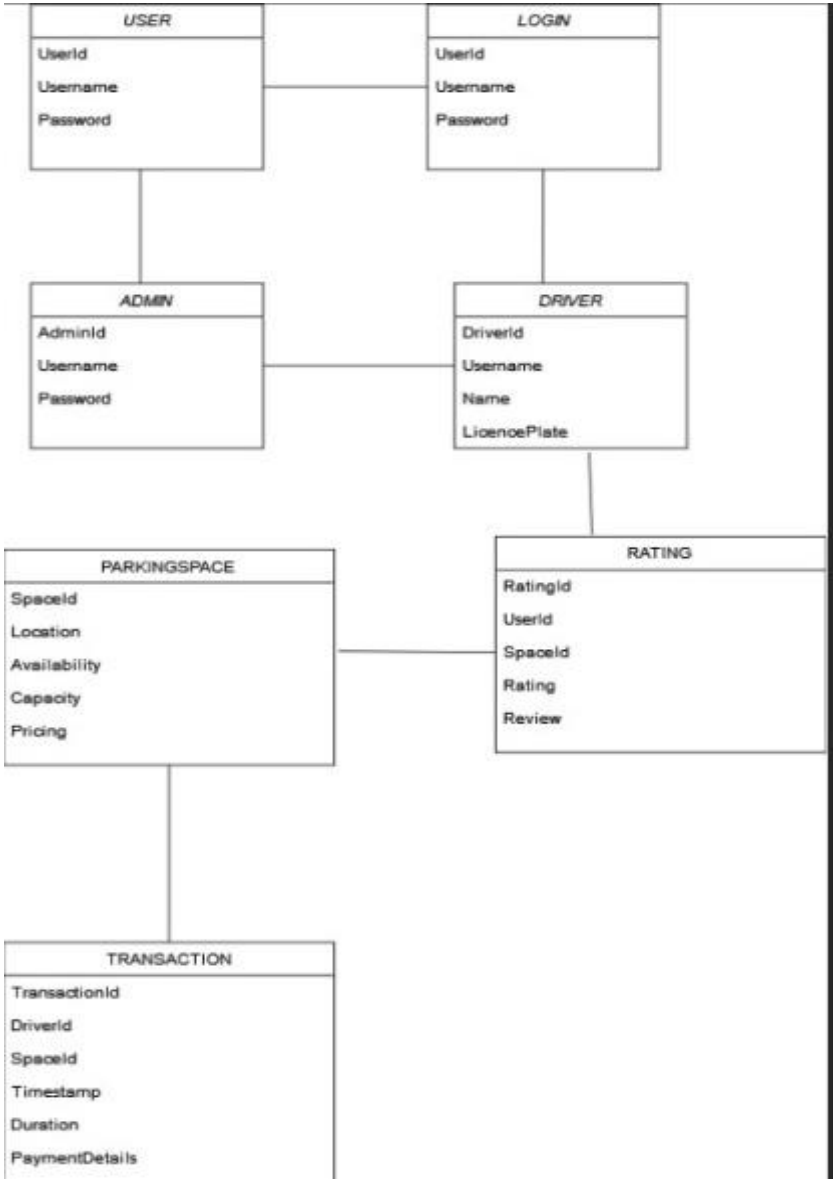 USER
UserId
Username
Password
LOGIN
UserId
Username
Password
ADMIN
AdminId
Username
Password
DRIVER
DriverId
Username
Name
LicencePlate
PARKINGSPACE
SpaceId
Location
Availability
Capacity
Pricing
RATING
RatingId
UserId
SpaceId
Rating
Review
TRANSACTION
TransactionId
DriverId
SpaceId
Timestamp
Duration
PaymentDetails